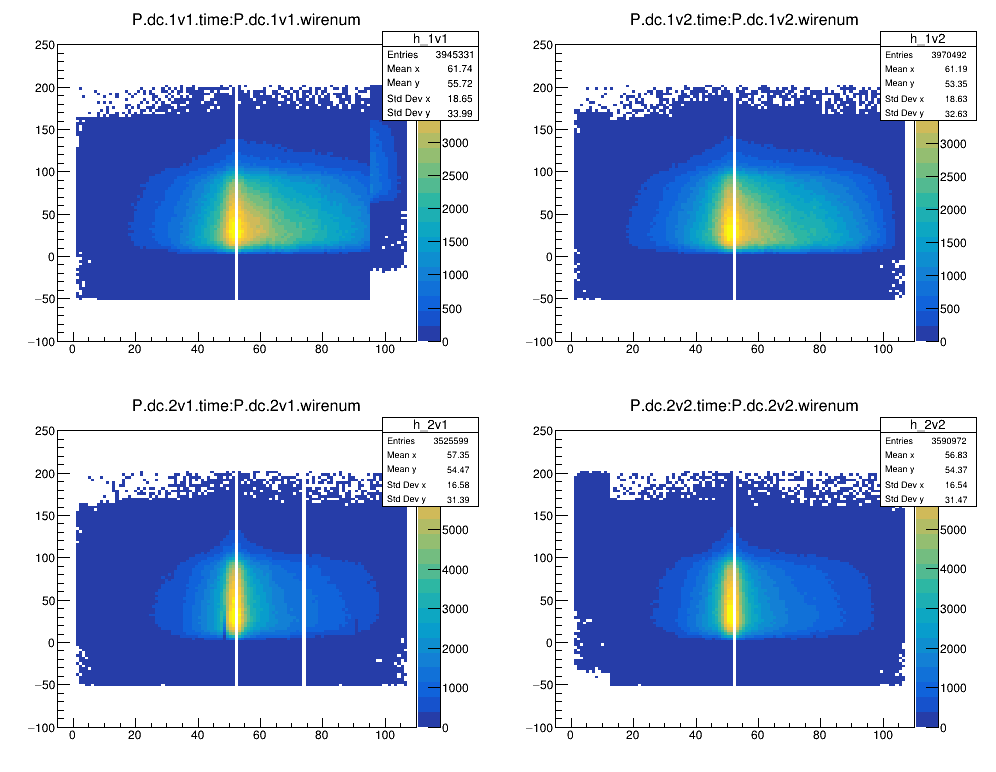 P.dc.1v1.time:P.dc.1v1.wirenum
h_1v1
Entries 3945331
Mean x 61.74
Mean y 55.72
Std Dev x 18.65
Std Dev y 33.99
250
200
150
100
50
0
−50
−100
0 20 40 60 80 100
3000
2500
2000
1500
1000
500
0
P.dc.1v2.time:P.dc.1v2.wirenum
h_1v2
Entries 3970492
Mean x 61.19
Mean y 53.35
Std Dev x 18.63
Std Dev y 32.63
250
200
150
100
50
0
−50
−100
0 20 40 60 80 100
3000
2500
2000
1500
1000
500
0
P.dc.2v1.time:P.dc.2v1.wirenum
h_2v1
Entries 3525599
Mean x 57.35
Mean y 54.47
Std Dev x 16.58
Std Dev y 31.39
250
200
150
100
50
0
−50
−100
0 20 40 60 80 100
5000
4000
3000
2000
1000
0
P.dc.2v2.time:P.dc.2v2.wirenum
h_2v2
Entries 3590972
Mean x 56.83
Mean y 54.37
Std Dev x 16.54
Std Dev y 31.47
250
200
150
100
50
0
−50
−100
0 20 40 60 80 100
5000
4000
3000
2000
1000
0